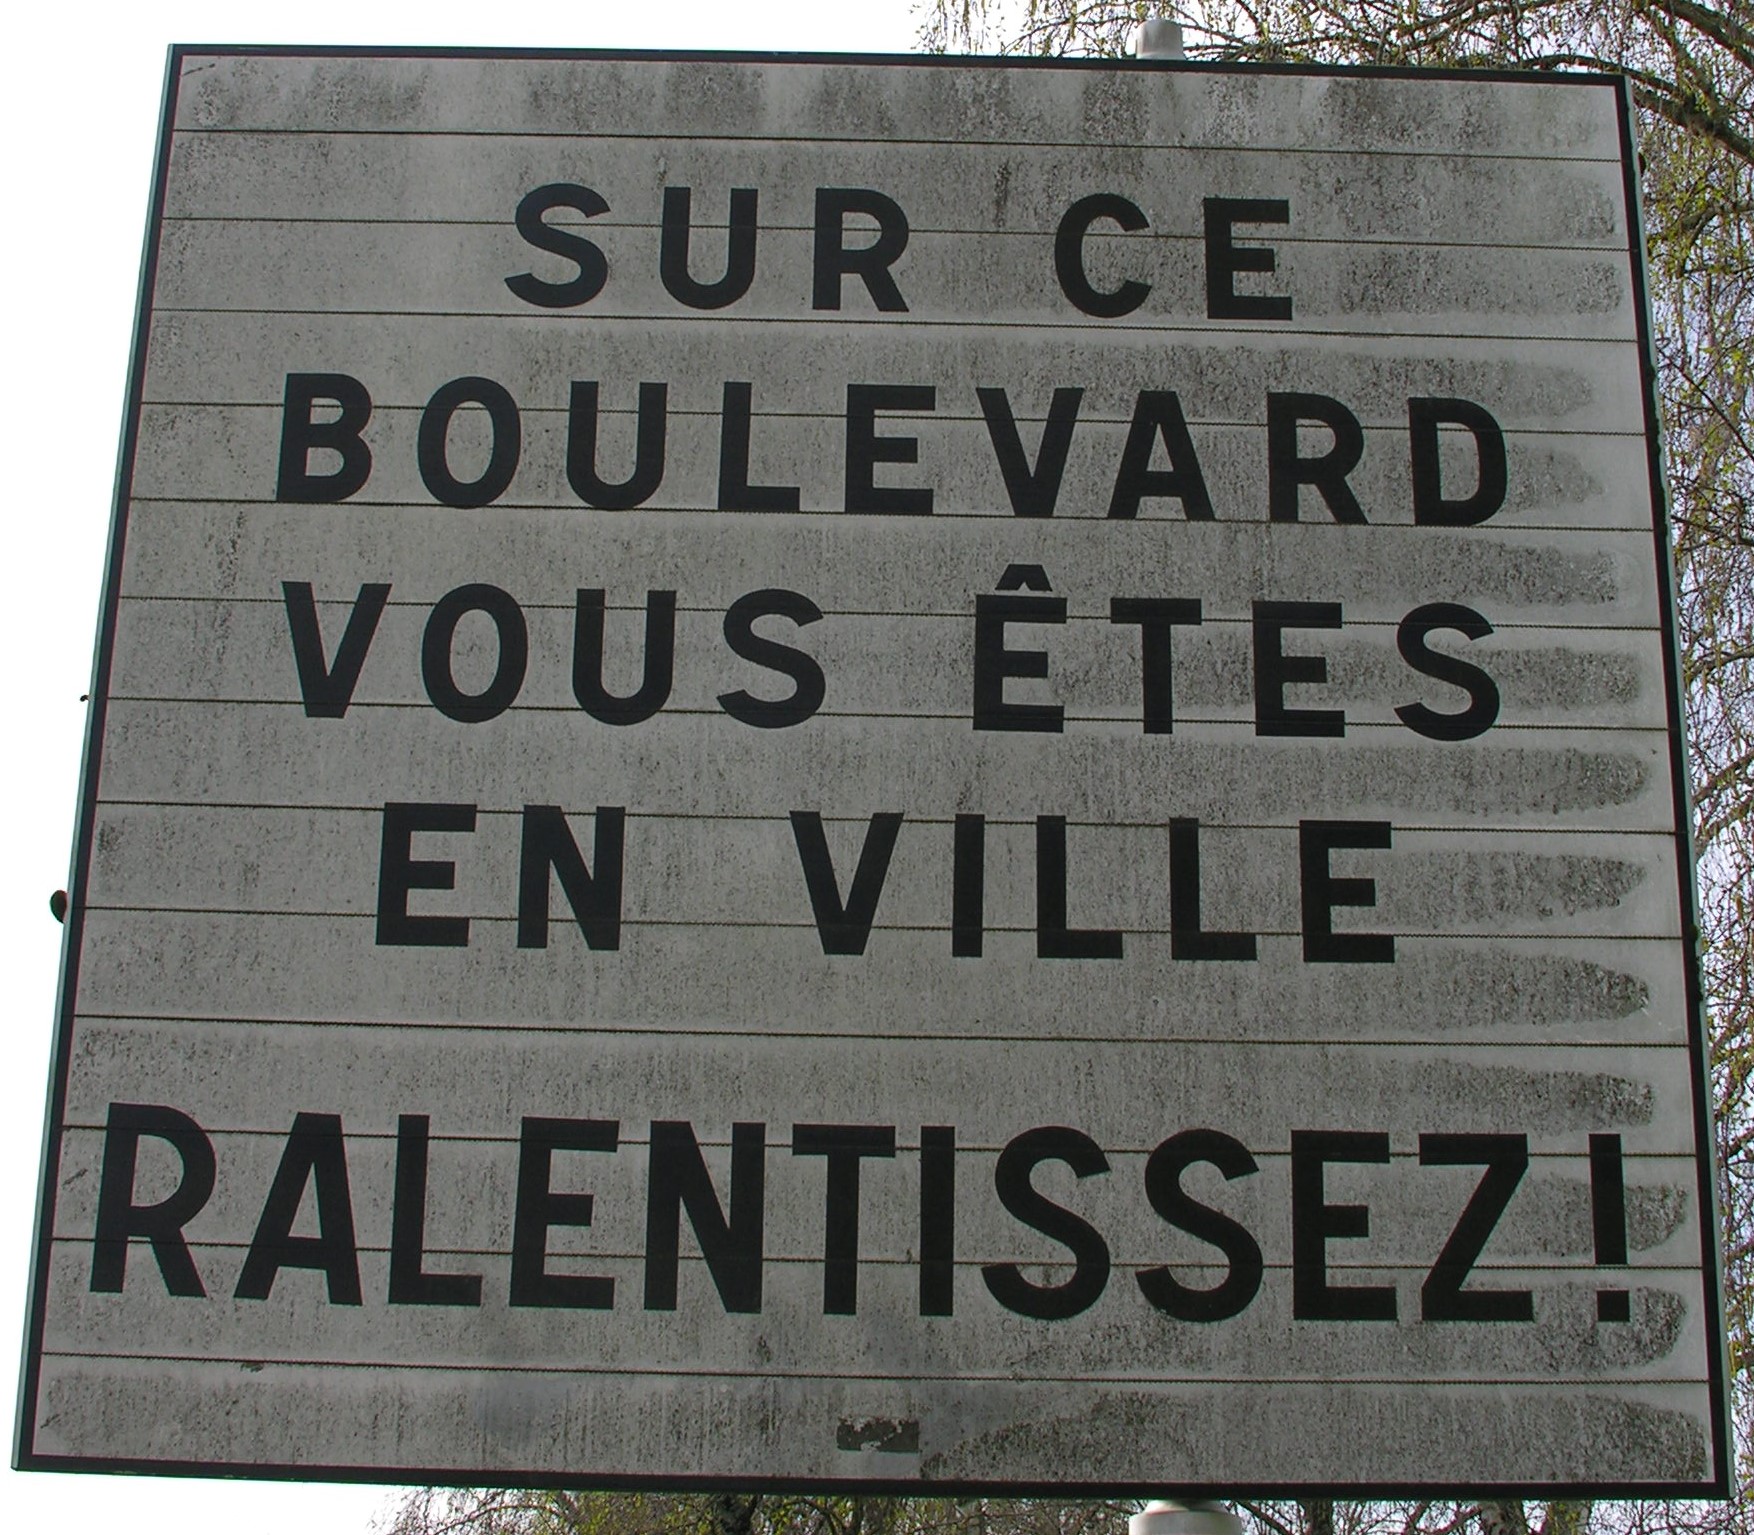 SUR CE
BOULEVARD
VOUS ÊTES
EN VILLE
RALENTISSEZ!